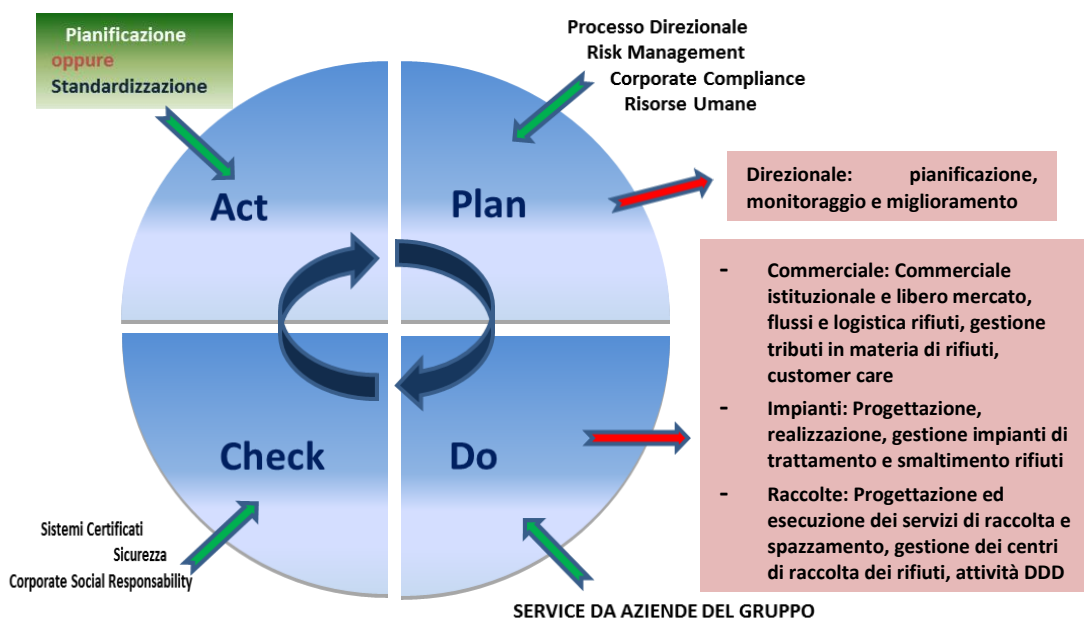 Pianificazione
oppure
Standardizzazione
Processo Direzionale
Risk Management
Corporate Compliance
Risorse Umane
Act
Plan
Direzionale: pianificazione,
monitoraggio e miglioramento
- Commerciale: Commerciale
istituzionale e libero mercato,
flussi e logistica rifiuti, gestione
tributi in materia di rifiuti,
customer care
- Impianti: Progettazione,
realizzazione, gestione impianti di
trattamento e smaltimento rifiuti
- Raccolte: Progettazione ed
esecuzione dei servizi di raccolta e
spazzamento, gestione dei centri
di raccolta dei rifiuti, attività DDD
Check
Do
Sistemi Certificati
Sicurezza
Corporate Social Responsability
SERVICE DA AZIENDE DEL GRUPPO